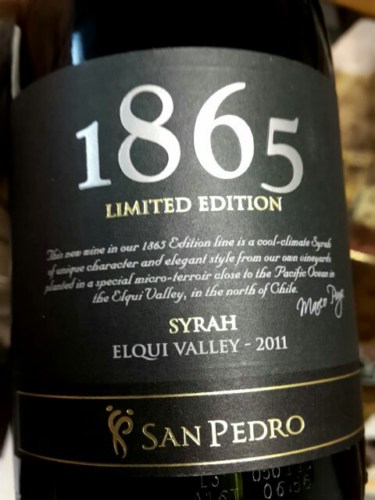 1865
LIMITED EDITION
This new wine in our 1865 Edition line is a cool-climate Syrah
of unique character and elegant style from our own vineyards
planted in a special micro-terroir close to the Pacific Ocean in
the Elqui Valley, in the north of Chile.
Marco Puyo
SYRAH
ELQUI VALLEY - 2011
SAN PEDRO